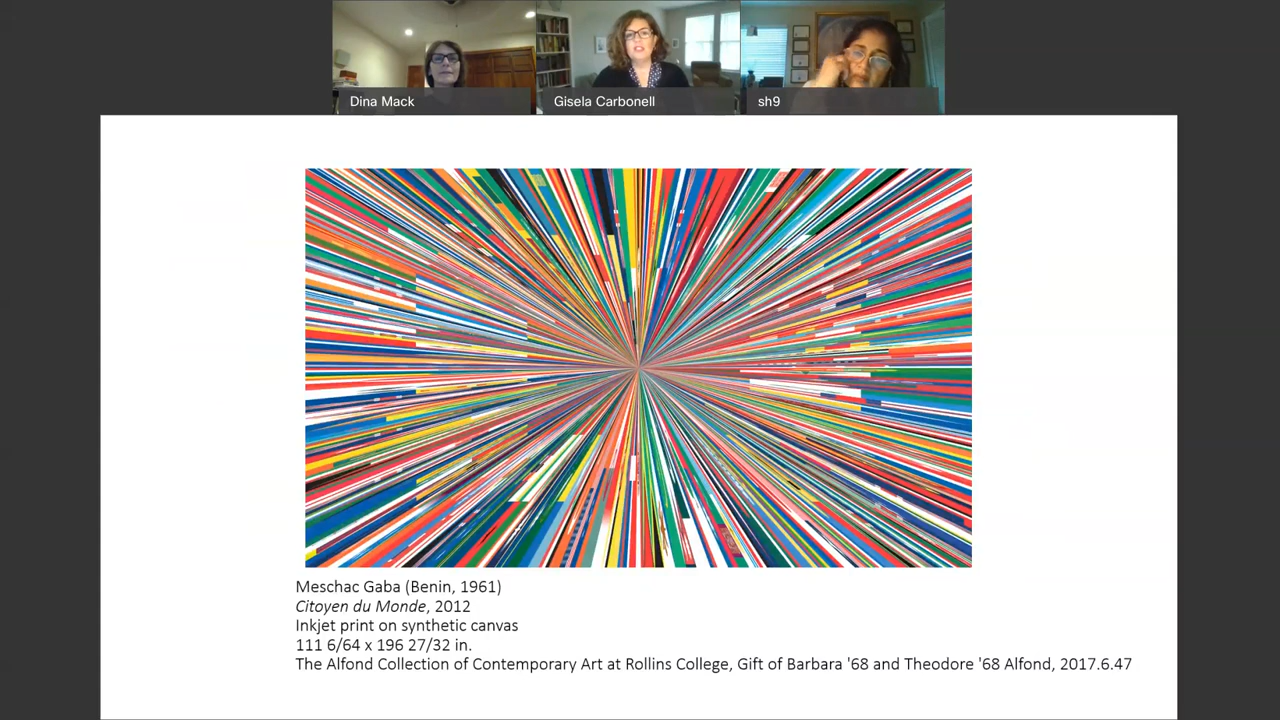 Dina Mack
Gisela Carbonell
sh9
Meschac Gaba (Benin, 1961)
Citoyen du Monde, 2012
Inkjet print on synthetic canvas
111 6/64 x 196 27/32 in.
The Alfond Collection of Contemporary Art at Rollins College, Gift of Barbara '68 and Theodore '68 Alfond, 2017.6.47